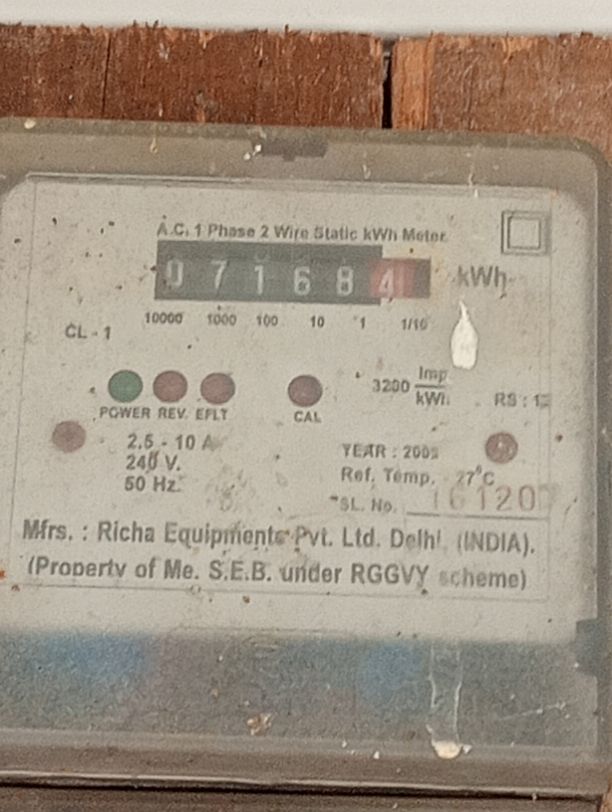 A.C. 1 Phase 2 Wire Static kWh Meter
0 7 1 6 8 4 kWh
10000 1000 100 10 1 1/10
CL - 1
3200 Imp/kWh
POWER REV. EFLT CAL
2.5 - 10 A
240 V.
50 Hz.
YEAR :
Ref. Temp. 27°C
SL. No.
Mfrs. : Richa Equipments Pvt. Ltd. Delhi, (INDIA).
(Property of Me. S.E.B. under RGGVY scheme)